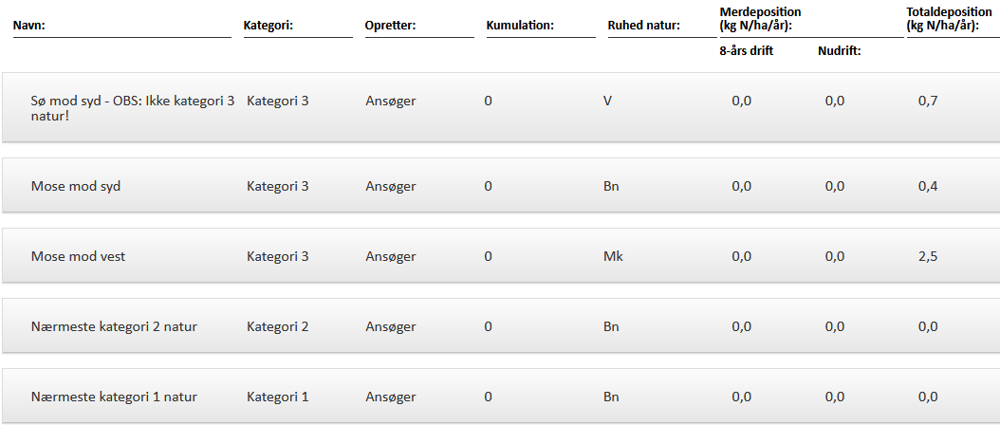 Navn: Kategori: Opretter: Kumulation: Ruhed natur: Merdeposition (kg N/ha/år): Totaldeposition (kg N/ha/år):
8-års drift Nudrift:
Sø mod syd - OBS: Ikke kategori 3 Kategori 3 Ansøger 0 V 0,0 0,0 0,7
natur!
Mose mod syd Kategori 3 Ansøger 0 Bn 0,0 0,0 0,4
Mose mod vest Kategori 3 Ansøger 0 Mk 0,0 0,0 2,5
Nærmeste kategori 2 natur Kategori 2 Ansøger 0 Bn 0,0 0,0 0,0
Nærmeste kategori 1 natur Kategori 1 Ansøger 0 Bn 0,0 0,0 0,0